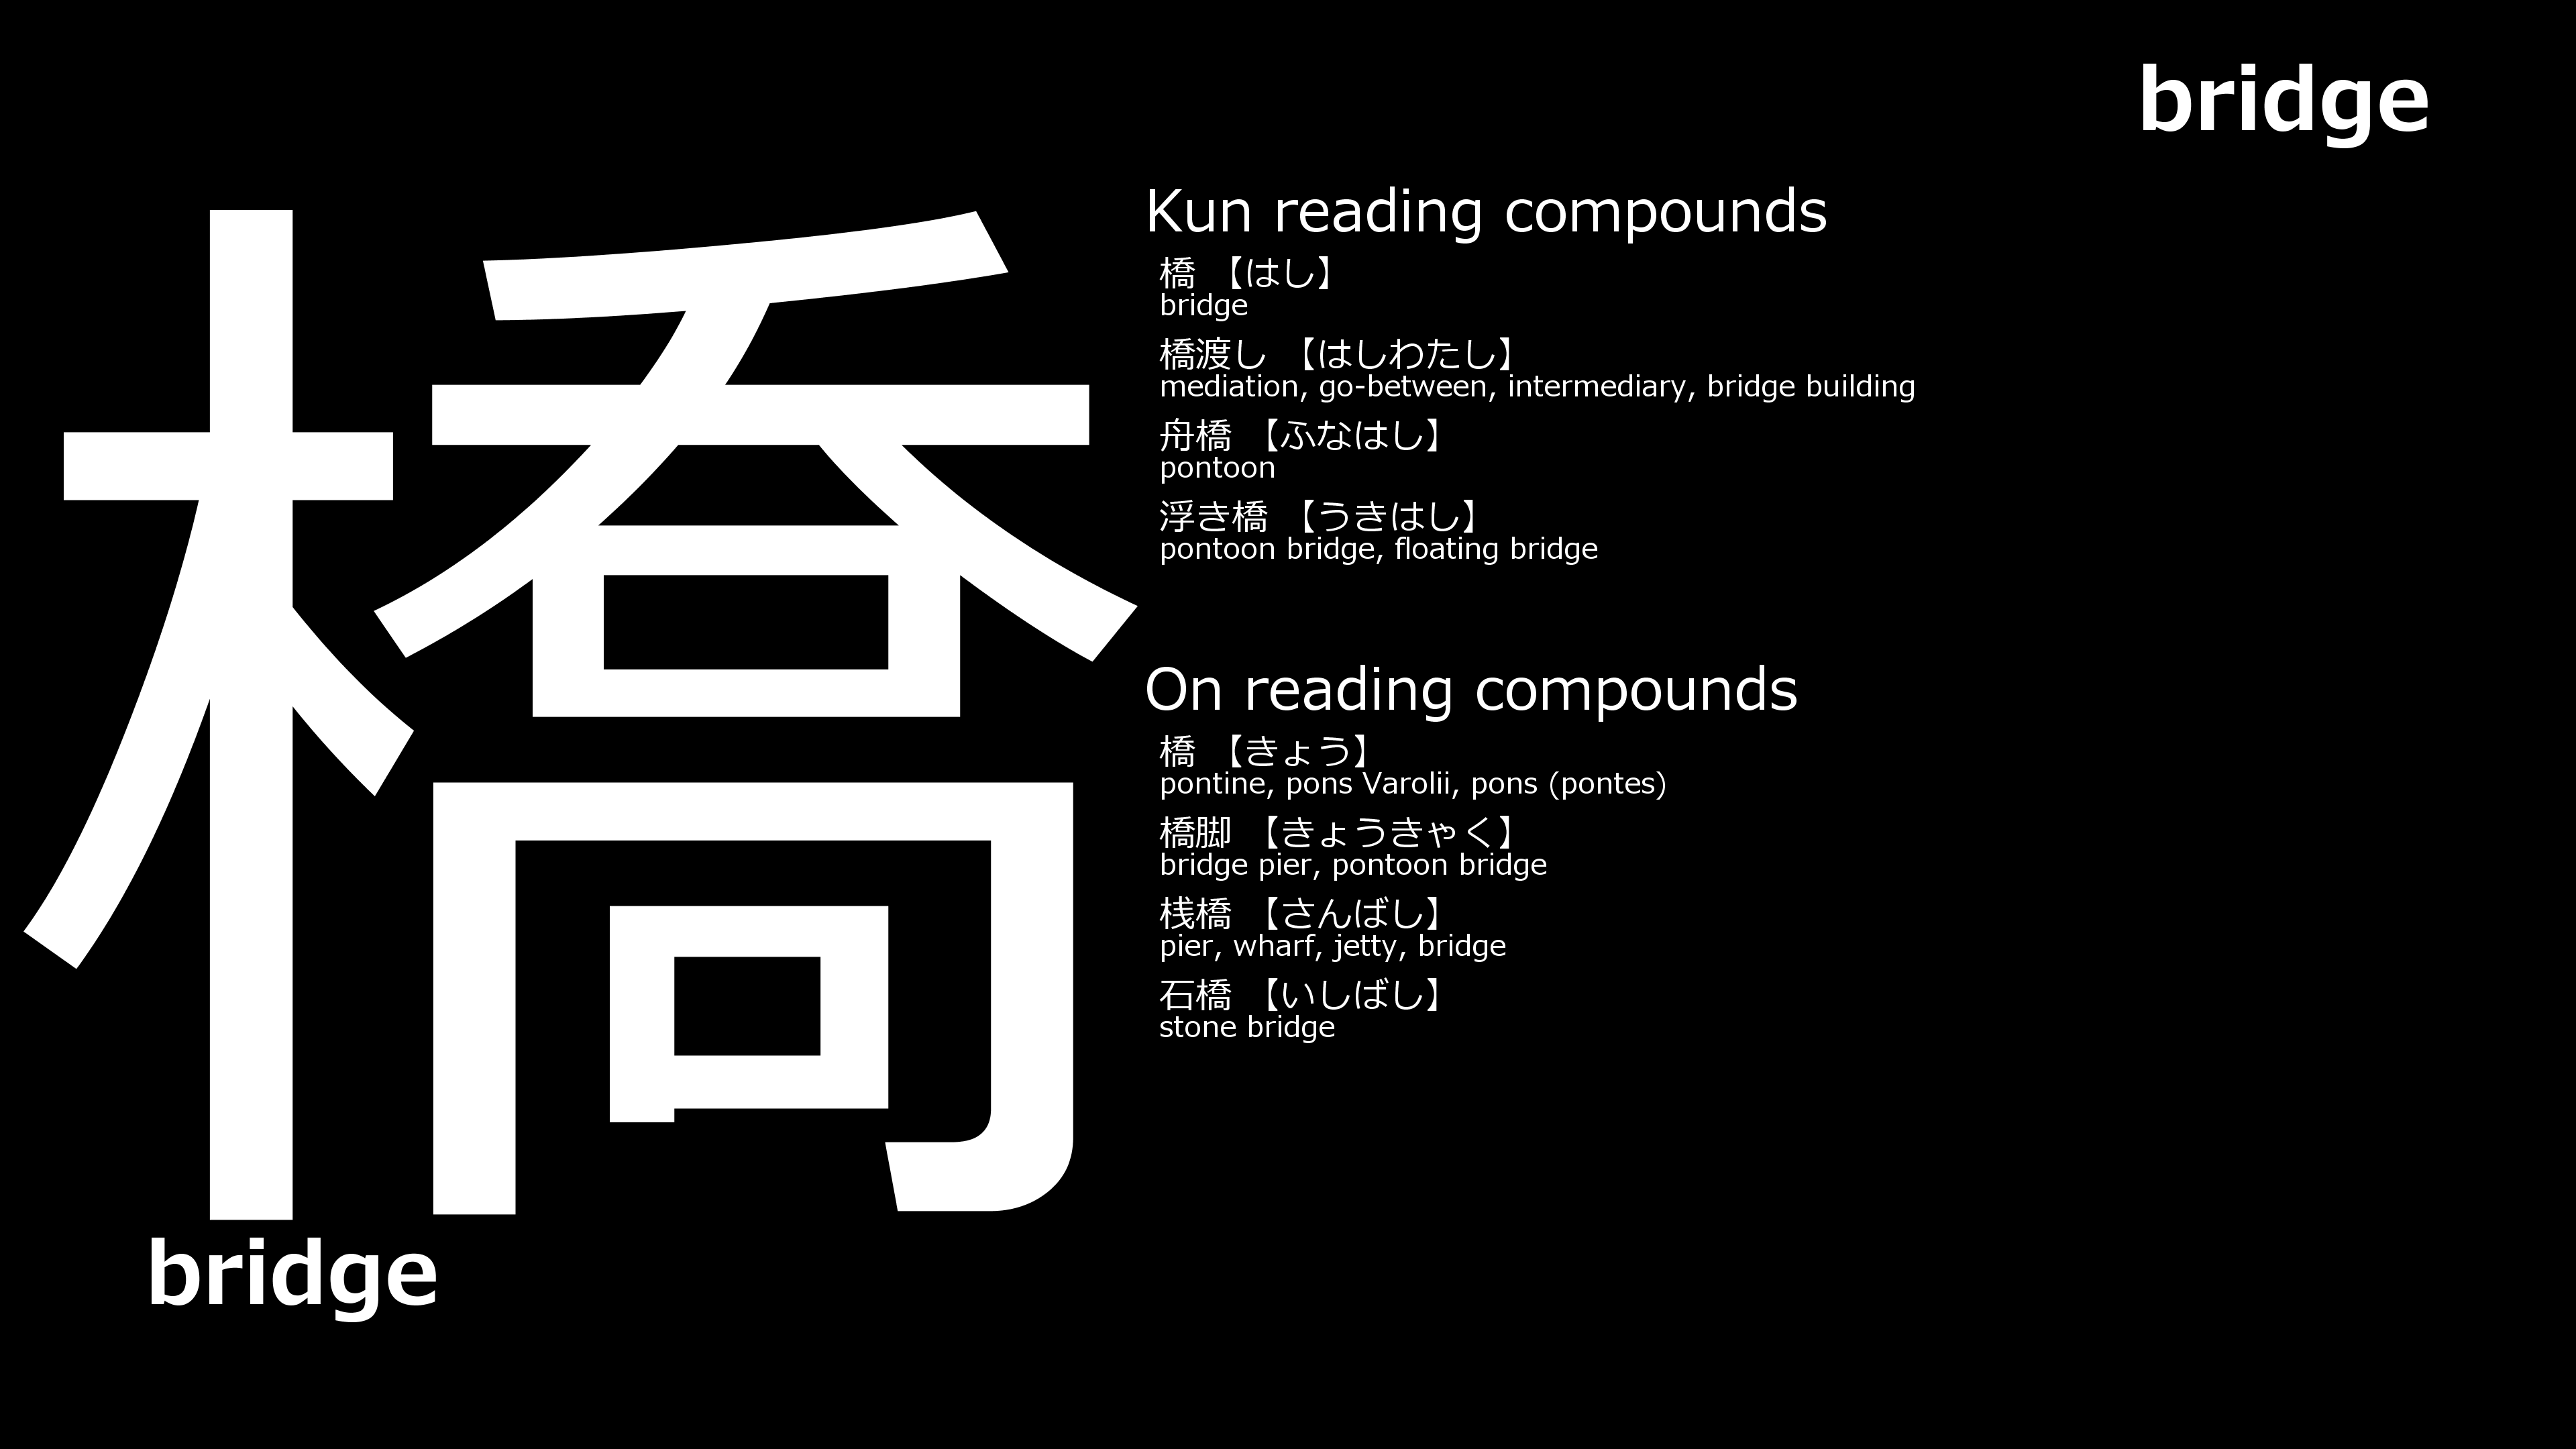 bridge
橋
bridge
Kun reading compounds
橋 【はし】
bridge
橋渡し 【はしわたし】
mediation, go-between, intermediary, bridge building
舟橋 【ふなはし】
pontoon
浮き橋 【うきはし】
pontoon bridge, floating bridge
On reading compounds
橋 【きょう】
pontine, pons Varolii, pons (pontes)
橋脚 【きょうきゃく】
bridge pier, pontoon bridge
桟橋 【さんばし】
pier, wharf, jetty, bridge
石橋 【いしばし】
stone bridge